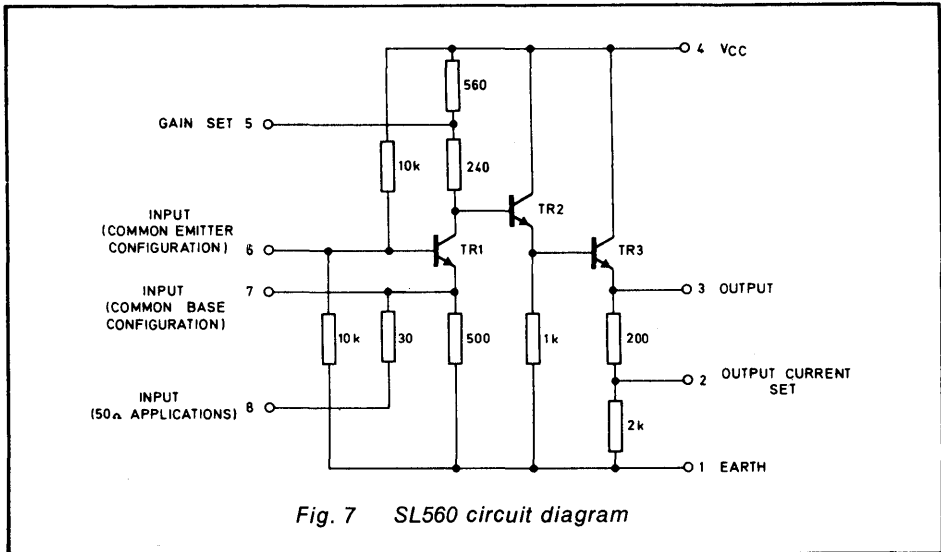 4 VCC
560
GAIN SET 5
10k
240
INPUT
(COMMON EMITTER
CONFIGURATION) 6
TR2
TR1
TR3
INPUT 7
(COMMON BASE
CONFIGURATION)
3 OUTPUT
10k
30
500
1k
200
2 OUTPUT CURRENT
SET
INPUT
(50Ω APPLICATIONS) 8
2k
1 EARTH
Fig. 7 SL560 circuit diagram